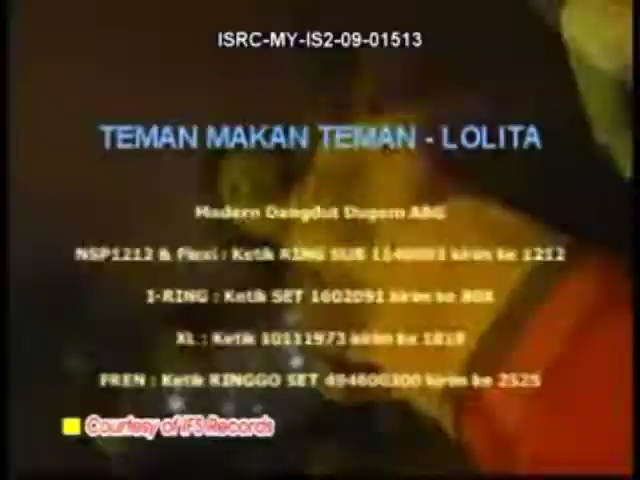 ISRC-MY-IS2-09-01513
TEMAN MAKAN TEMAN - LOLITA
Modern Dangdut Dugem ABG
NSP1212 & Flexi : Ketik RING SUB kirim ke 1212
I-RING : Ketik SET 1602091 kirim ke 808
XL : Ketik 10111973 kirim ke 1818
FREN : Ketik RINGGO SET 494600300 kirim ke 2525
Courtesy of IFS Records